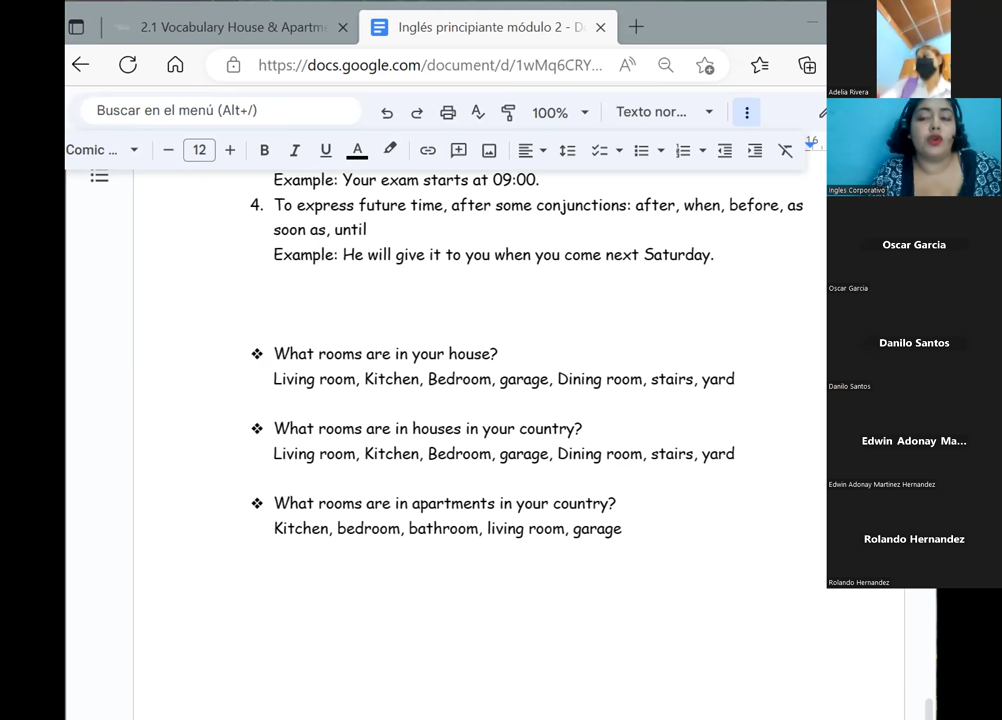 2.1 Vocabulary House & Apartm
Inglés principiante módulo 2 - D
https://docs.google.com/document/d/1wMq6CRY...
Buscar en el menú (Alt+/)
100%
Texto nor...
Comic ...
12
16
Example: Your exam starts at 09:00.
4. To express future time, after some conjunctions: after, when, before, as
soon as, until
Example: He will give it to you when you come next Saturday.
❖ What rooms are in your house?
Living room, Kitchen, Bedroom, garage, Dining room, stairs, yard
❖ What rooms are in houses in your country?
Living room, Kitchen, Bedroom, garage, Dining room, stairs, yard
❖ What rooms are in apartments in your country?
Kitchen, bedroom, bathroom, living room, garage
Adelia Rivera
Ingles Corporativo
Oscar Garcia
Oscar Garcia
Danilo Santos
Danilo Santos
Edwin Adonay Ma...
Edwin Adonay Martinez Hernandez
Rolando Hernandez
Rolando Hernandez